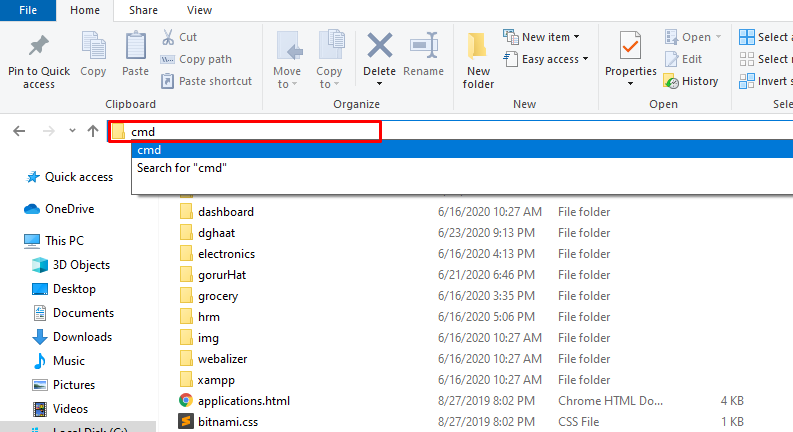 File Home Share View
Pin to Quick access
Copy
Paste
Cut
Copy path
Paste shortcut
Clipboard
Move to
Copy to
Delete
Rename
Organize
New folder
New item
Easy access
New
Properties
Open
Edit
History
Open
Select
Select
Invert s
cmd
cmd
Search for "cmd"
Quick access
OneDrive
This PC
3D Objects
Desktop
Documents
Downloads
Music
Pictures
Videos
Local Disk (C:)
dashboard 6/16/2020 10:27 AM File folder
dghaat 6/23/2020 9:13 PM File folder
electronics 6/16/2020 4:13 PM File folder
gorurHat 6/21/2020 6:46 PM File folder
grocery 6/16/2020 3:35 PM File folder
hrm 6/16/2020 5:06 PM File folder
img 6/16/2020 10:27 AM File folder
webalizer 6/16/2020 10:27 AM File folder
xampp 6/16/2020 10:27 AM File folder
applications.html 8/27/2019 8:02 PM Chrome HTML Do... 4 KB
bitnami.css 8/27/2019 8:02 PM CSS File 1 KB